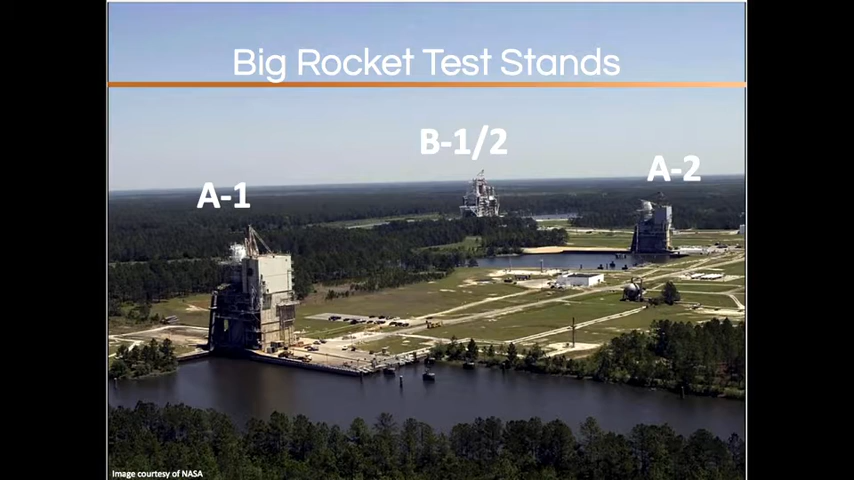 Big Rocket Test Stands
B-1/2
A-2
A-1
Image courtesy of NASA